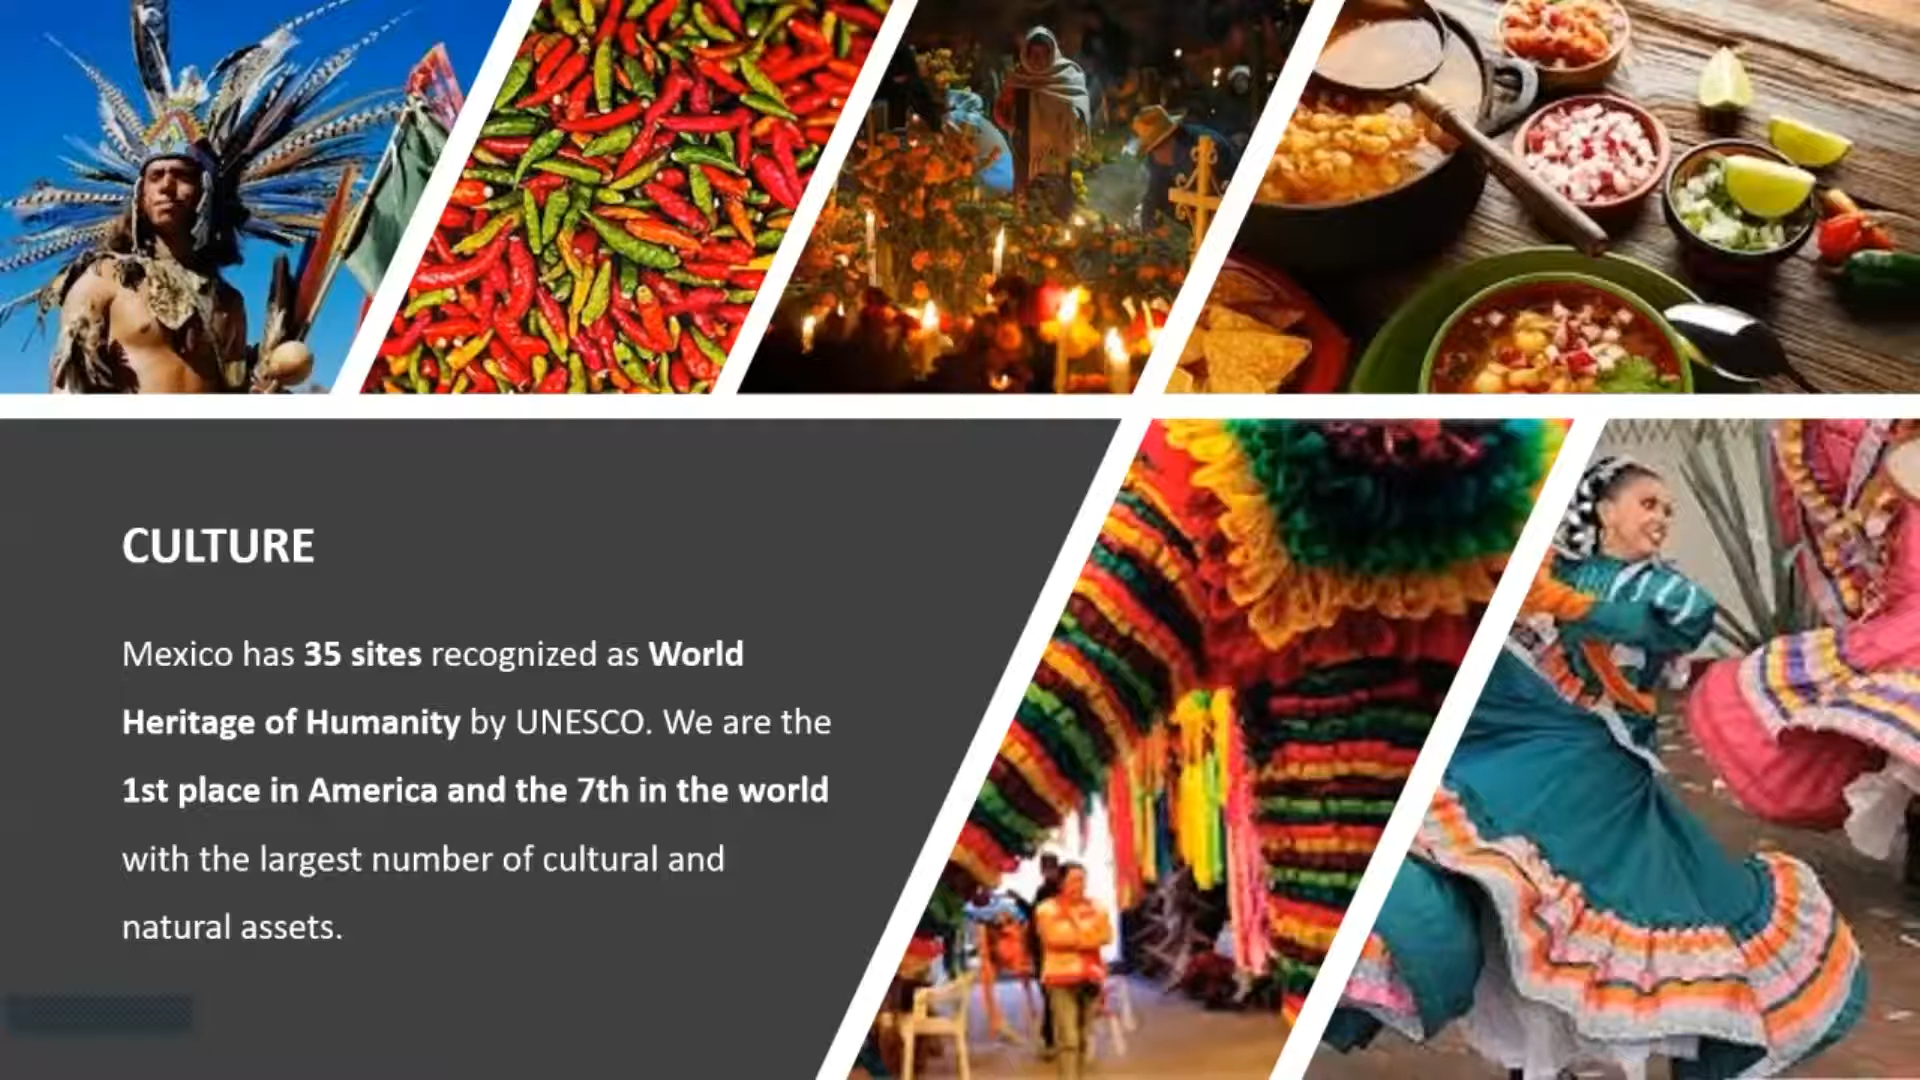 CULTURE
Mexico has 35 sites recognized as World
Heritage of Humanity by UNESCO. We are the
1st place in America and the 7th in the world
with the largest number of cultural and
natural assets.